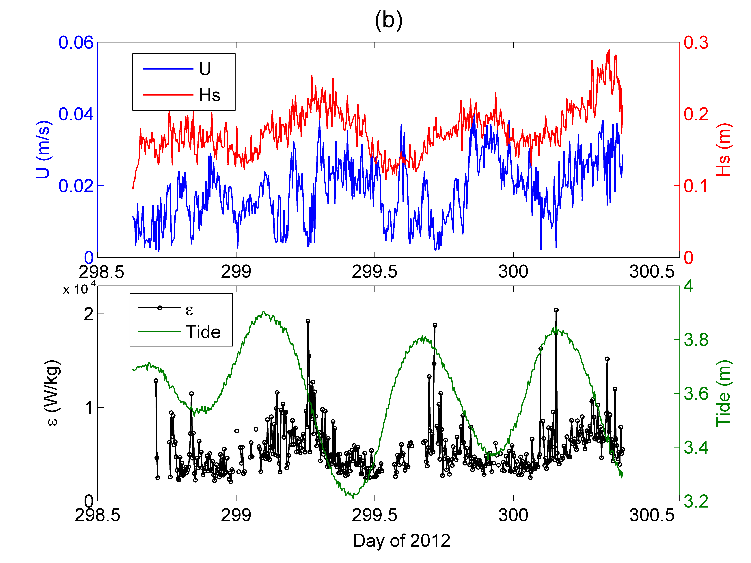 (b)
0.06
0.04
0.02
0
U (m/s)
U
Hs
0.3
0.2
0.1
0
Hs (m)
298.5
299
299.5
300
300.5
x 10^4
2
1
0
ε (W/kg)
ε
Tide
4
3.8
3.6
3.4
3.2
Tide (m)
298.5
299
299.5
300
300.5
Day of 2012